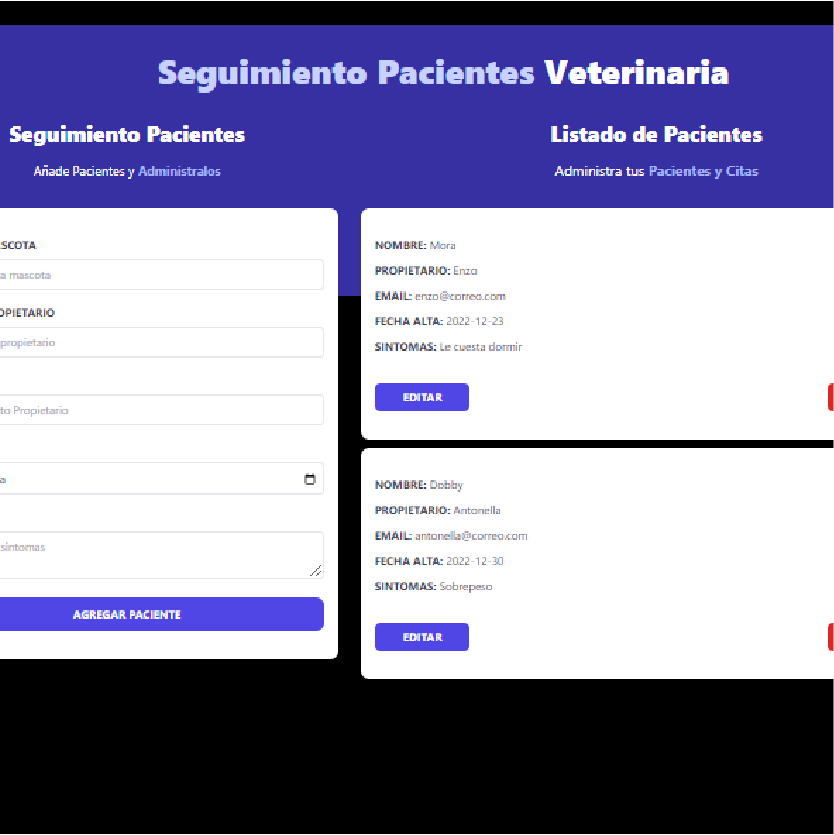 Seguimiento Pacientes Veterinaria
Seguimiento Pacientes
Añade Pacientes y Administralos
SCOTA
a mascota
OPIETARIO
propietario
to Propietario
a
sintomas
AGREGAR PACIENTE
Listado de Pacientes
Administra tus Pacientes y Citas
NOMBRE: Mora
PROPIETARIO: Enzo
EMAIL: enzo@correo.com
FECHA ALTA: 2022-12-23
SINTOMAS: Le cuesta dormir
EDITAR
NOMBRE: Dobby
PROPIETARIO: Antonella
EMAIL: antonella@correo.com
FECHA ALTA: 2022-12-30
SINTOMAS: Sobrepeso
EDITAR